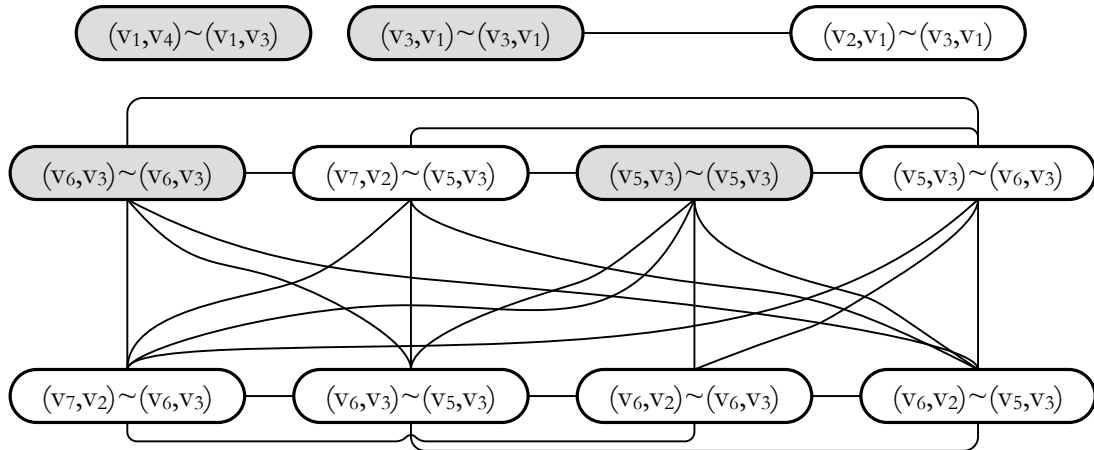 (v₁,v₄)~(v₁,v₃) (v₃,v₁)~(v₃,v₁) (v₂,v₁)~(v₃,v₁)
(v₆,v₃)~(v₆,v₃) (v₇,v₂)~(v₅,v₃) (v₅,v₃)~(v₅,v₃) (v₅,v₃)~(v₆,v₃)
(v₇,v₂)~(v₆,v₃) (v₆,v₃)~(v₅,v₃) (v₆,v₂)~(v₆,v₃) (v₆,v₂)~(v₅,v₃)